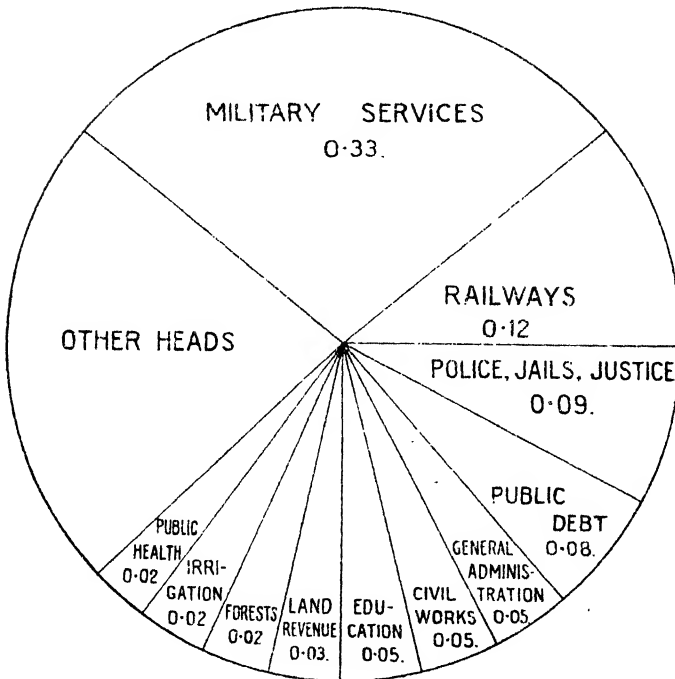 MILITARY SERVICES
0·33.
RAILWAYS
0·12
OTHER HEADS
POLICE, JAILS, JUSTICE
0·09.
PUBLIC
DEBT
0·08.
GENERAL
ADMINIS-
TRATION
0·05.
CIVIL
WORKS
0·05.
EDU-
CATION
0·05.
LAND
REVENUE
0·03.
FORESTS
0·02
IRRI-
GATION
0·02
PUBLIC
HEALTH
0·02